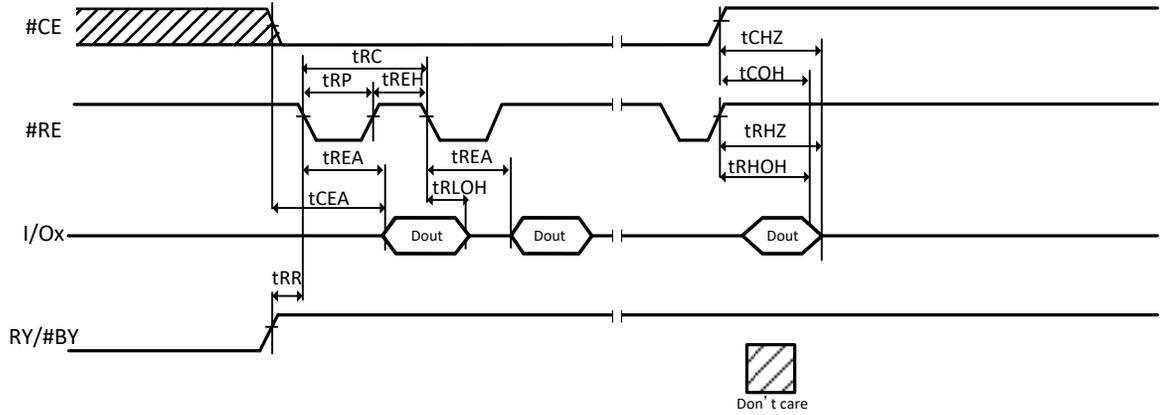 #CE
tCHZ
tRC
tCOH
tRP
tREH
#RE
tRHZ
tREA
tREA
tRHOH
tRLOH
tCEA
I/Ox
Dout
Dout
Dout
tRR
RY/#BY
Don't care